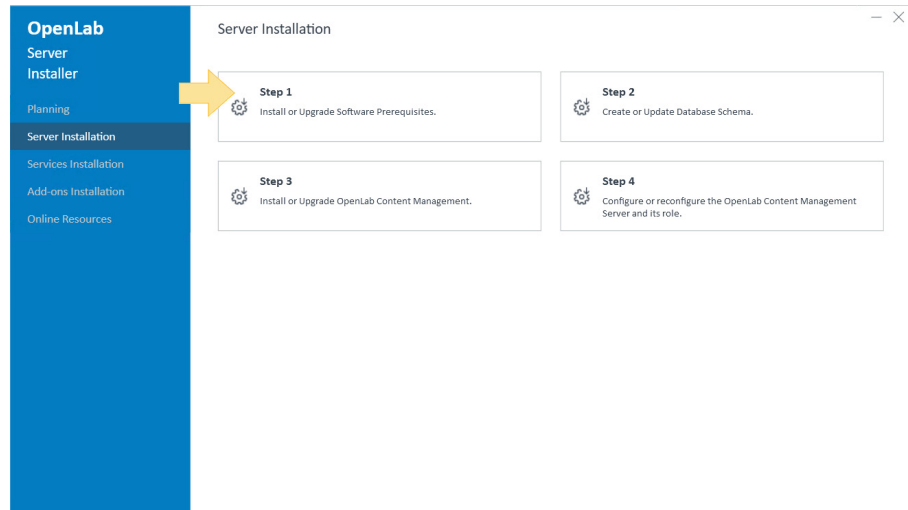 OpenLab
Server
Installer
Planning
Server Installation
Services Installation
Add-ons Installation
Online Resources
Server Installation
Step 1
Install or Upgrade Software Prerequisites.
Step 2
Create or Update Database Schema.
Step 3
Install or Upgrade OpenLab Content Management.
Step 4
Configure or reconfigure the OpenLab Content Management
Server and its role.